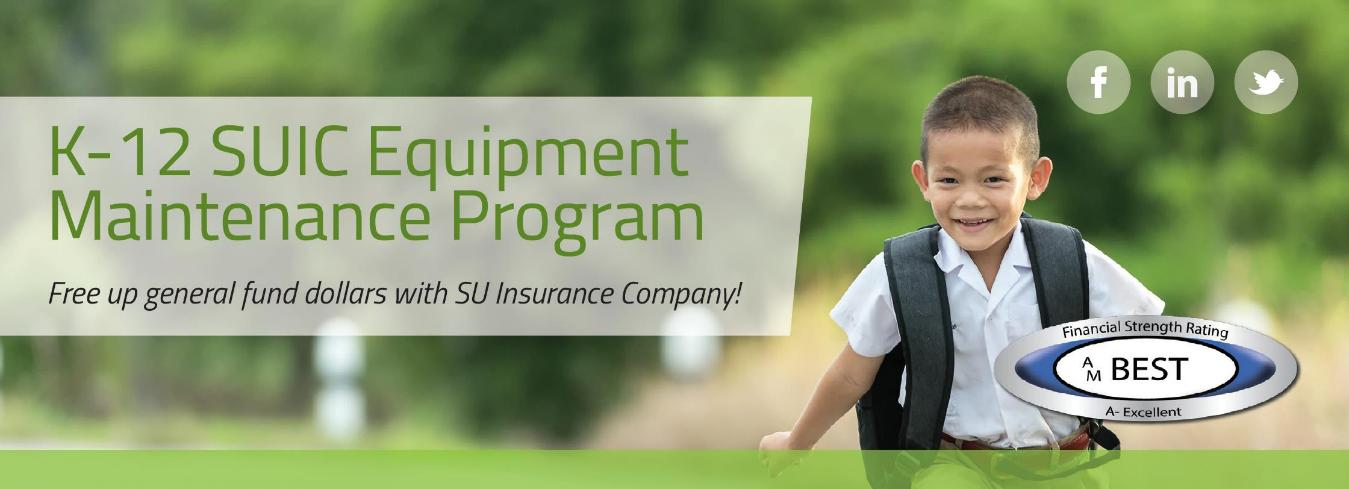 K-12 SUIC Equipment
Maintenance Program
Free up general fund dollars with SU Insurance Company!
f
in
Financial Strength Rating
AM BEST
A- Excellent